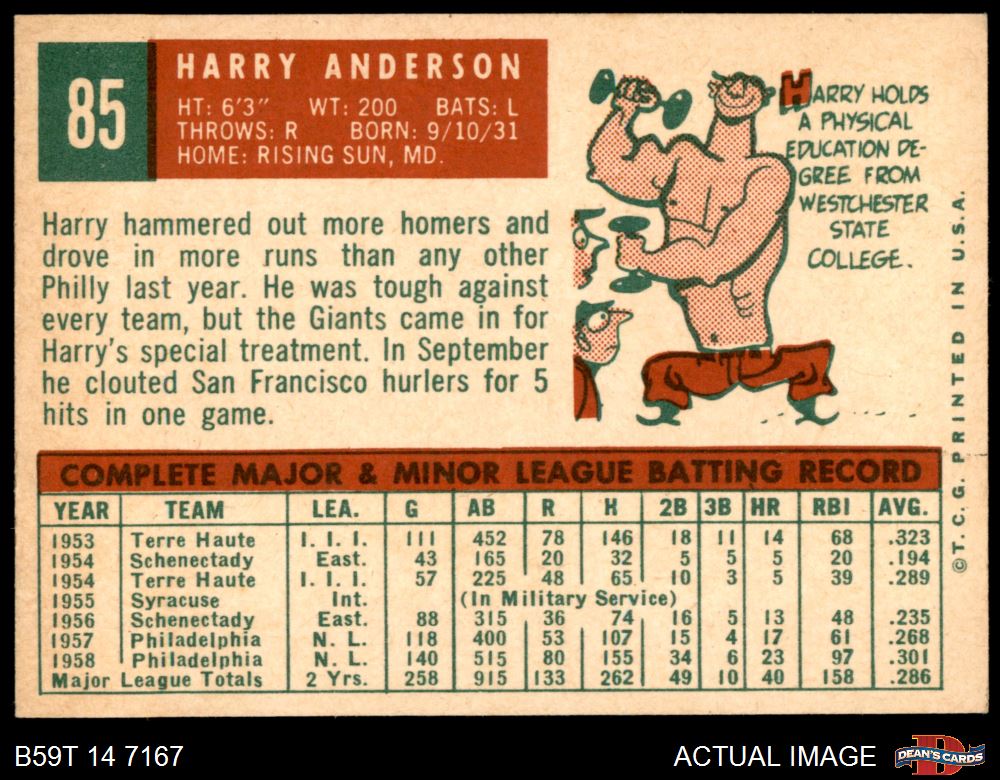 85
HARRY ANDERSON
HT: 6'3" WT: 200 BATS: L
THROWS: R BORN: 9/10/31
HOME: RISING SUN, MD.
Harry hammered out more homers and
drove in more runs than any other
Philly last year. He was tough against
every team, but the Giants came in for
Harry's special treatment. In September
he clouted San Francisco hurlers for 5
hits in one game.
HARRY HOLDS
A PHYSICAL
EDUCATION DE-
GREE FROM
WESTCHESTER
STATE
COLLEGE.
© T. C. G. PRINTED IN U.S.A.
COMPLETE MAJOR & MINOR LEAGUE BATTING RECORD
YEAR TEAM LEA. G AB R H 2B 3B HR RBI AVG.
1953 Terre Haute I. I. I. 111 452 78 146 18 11 14 68 .323
1954 Schenectady East. 43 165 20 32 5 5 5 20 .194
1954 Terre Haute I. I. I. 57 225 48 65 10 3 5 39 .289
1955 Syracuse Int. (In Military Service)
1956 Schenectady East. 88 315 36 74 16 5 13 48 .235
1957 Philadelphia N. L. 118 400 53 107 15 4 17 61 .268
1958 Philadelphia N. L. 140 515 80 155 34 6 23 97 .301
Major League Totals 2 Yrs. 258 915 133 262 49 10 40 158 .286
B59T 14 7167
ACTUAL IMAGE
D
DEAN'S CARDS